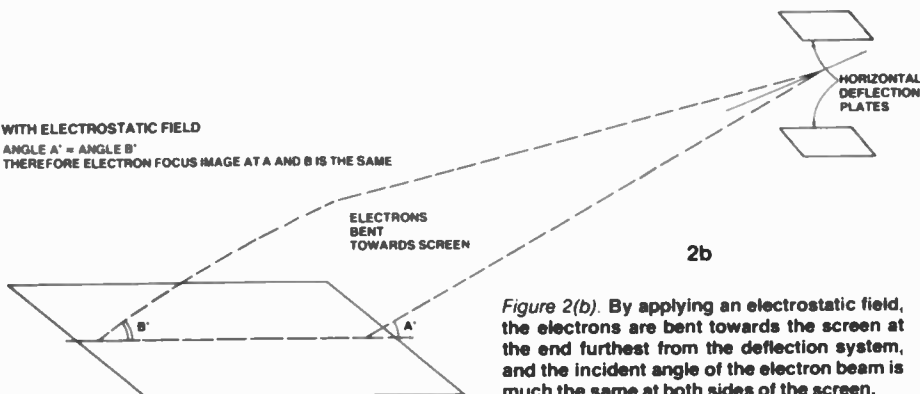 HORIZONTAL
DEFLECTION
PLATES
WITH ELECTROSTATIC FIELD
ANGLE A' = ANGLE B'
THEREFORE ELECTRON FOCUS IMAGE AT A AND B IS THE SAME
ELECTRONS
BENT
TOWARDS SCREEN
B'
A'
2b
Figure 2(b). By applying an electrostatic field,
the electrons are bent towards the screen at
the end furthest from the deflection system,
and the incident angle of the electron beam is
much the same at both sides of the screen.